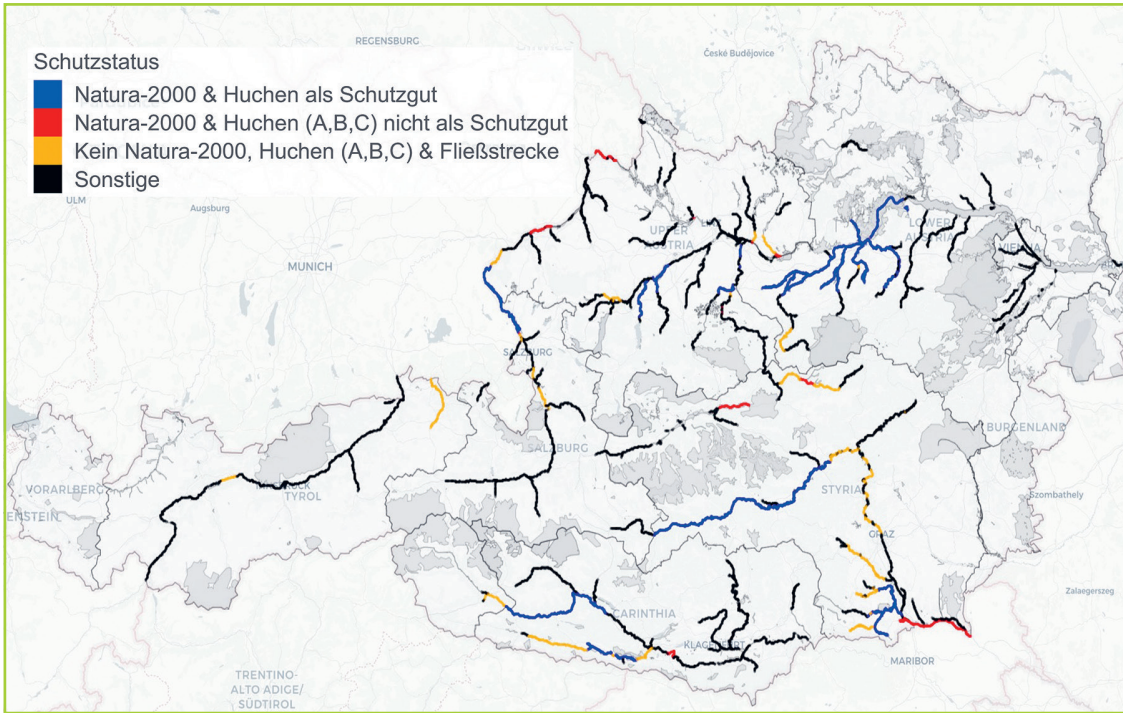 REGENSBURG
České Budějovice
Schutzstatus
Natura-2000 & Huchen als Schutzgut
Natura-2000 & Huchen (A,B,C) nicht als Schutzgut
Kein Natura-2000, Huchen (A,B,C) & Fließstrecke
Sonstige
ULM
Augsburg
MUNICH
UPPER
AUSTRIA
LOWER
AUSTRIA
VIENNA
SALZBURG
SALZBURG
BURGENLAND
VORARLBERG
TYROL
STYRIA
Szombathely
GRAZ
Zalaegerszeg
CARINTHIA
KLAGENFURT
MARIBOR
TRENTINO-
ALTO ADIGE/
SÜDTIROL